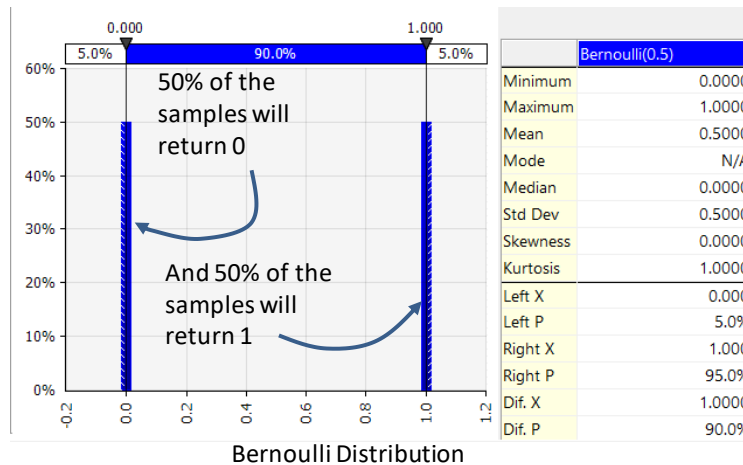 0.000 1.000
5.0% 90.0% 5.0%
60%
50%
40%
30%
20%
10%
0%
50% of the
samples will
return 0
And 50% of the
samples will
return 1
-0.2 0.0 0.2 0.4 0.6 0.8 1.0 1.2
Bernoulli(0.5)
Minimum 0.0000
Maximum 1.0000
Mean 0.5000
Mode N/A
Median 0.0000
Std Dev 0.5000
Skewness 0.0000
Kurtosis 1.0000
Left X 0.000
Left P 5.0%
Right X 1.000
Right P 95.0%
Dif. X 1.0000
Dif. P 90.0%
Bernoulli Distribution